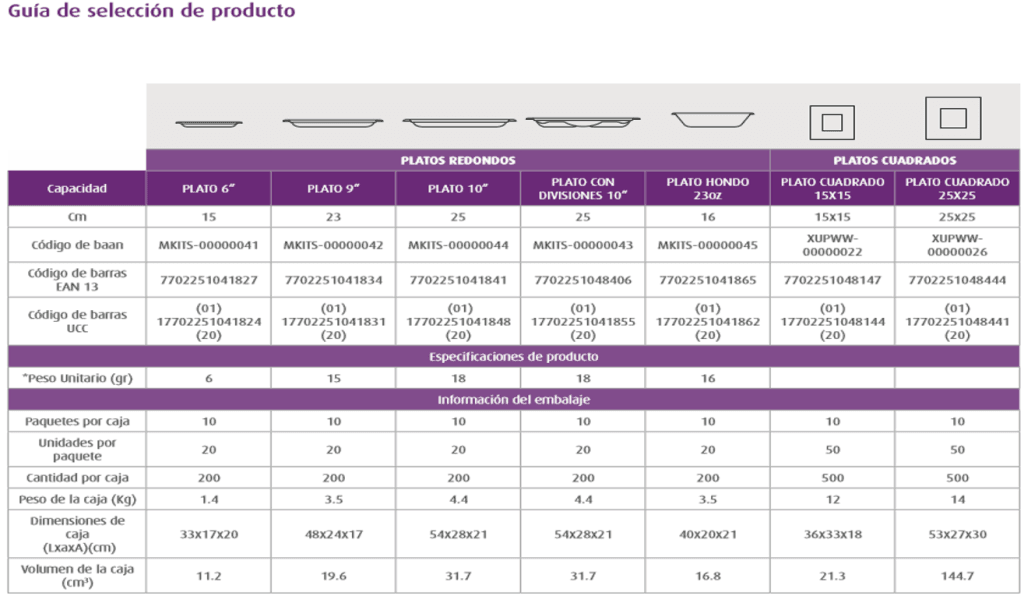 Guía de selección de producto
PLATOS REDONDOS PLATOS CUADRADOS
Capacidad PLATO 6” PLATO 9” PLATO 10” PLATO CON DIVISIONES 10” PLATO HONDO 23oz PLATO CUADRADO 15X15 PLATO CUADRADO 25X25
Cm 15 23 25 25 16 15x15 25x25
Código de baan MKITS-00000041 MKITS-00000042 MKITS-00000044 MKITS-00000043 MKITS-00000045 XUPWW-00000022 XUPWW-00000026
Código de barras EAN 13 7702251041827 7702251041834 7702251041841 7702251048406 7702251041865 7702251048147 7702251048444
Código de barras UCC (01) 17702251041824 (20) (01) 17702251041831 (20) (01) 17702251041848 (20) (01) 17702251041855 (20) (01) 17702251041862 (20) (01) 17702251048144 (20) (01) 17702251048441 (20)
Especificaciones de producto
*Peso Unitario (gr) 6 15 18 18 16
Información del embalaje
Paquetes por caja 10 10 10 10 10 10 10
Unidades por paquete 20 20 20 20 20 50 50
Cantidad por caja 200 200 200 200 200 500 500
Peso de la caja (Kg) 1.4 3.5 4.4 4.4 3.5 12 14
Dimensiones de caja (LxaxA)(cm) 33x17x20 48x24x17 54x28x21 54x28x21 40x20x21 36x33x18 53x27x30
Volumen de la caja (cm³) 11.2 19.6 31.7 31.7 16.8 21.3 144.7